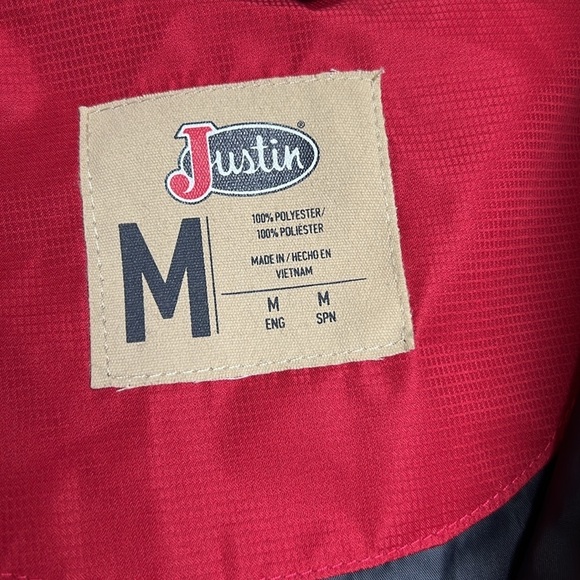 Justin®
M
100% POLYESTER/
100% POLIÉSTER
MADE IN / HECHO EN
VIETNAM
M M
ENG SPN